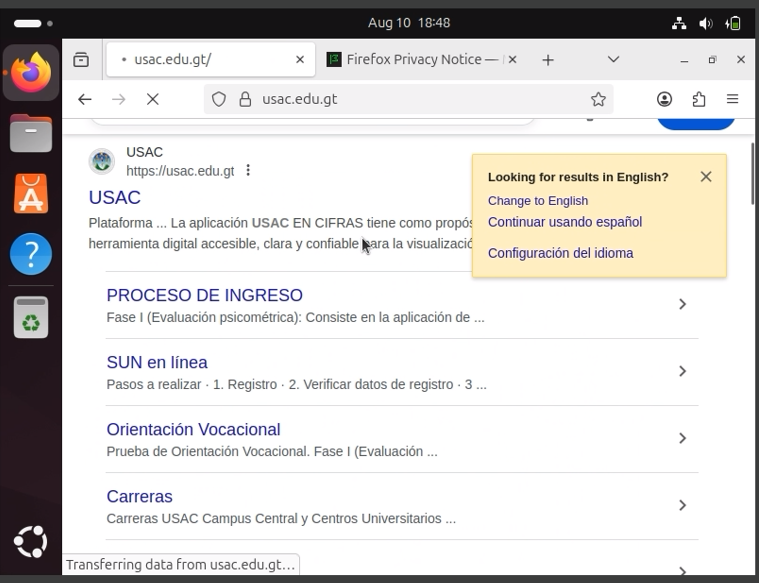 Aug 10 18:48
usac.edu.gt/
Firefox Privacy Notice —
usac.edu.gt
USAC
https://usac.edu.gt
USAC
Plataforma ... La aplicación USAC EN CIFRAS tiene como propós
herramienta digital accesible, clara y confiable para la visualizació
Looking for results in English?
Change to English
Continuar usando español
Configuración del idioma
PROCESO DE INGRESO
Fase I (Evaluación psicométrica): Consiste en la aplicación de ...
SUN en línea
Pasos a realizar · 1. Registro · 2. Verificar datos de registro · 3 ...
Orientación Vocacional
Prueba de Orientación Vocacional. Fase I (Evaluación ...
Carreras
Carreras USAC Campus Central y Centros Universitarios ...
Transferring data from usac.edu.gt...